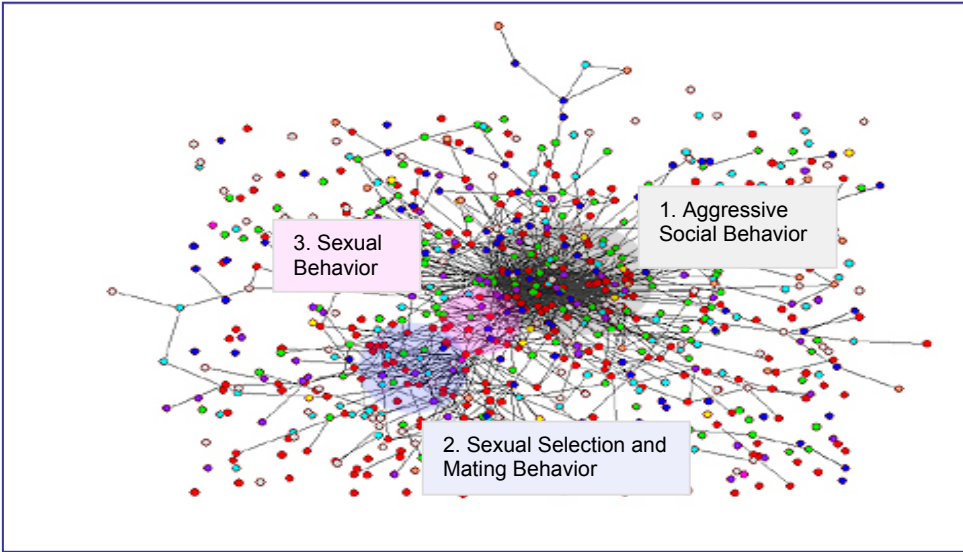 1. Aggressive
Social Behavior
3. Sexual
Behavior
2. Sexual Selection and
Mating Behavior